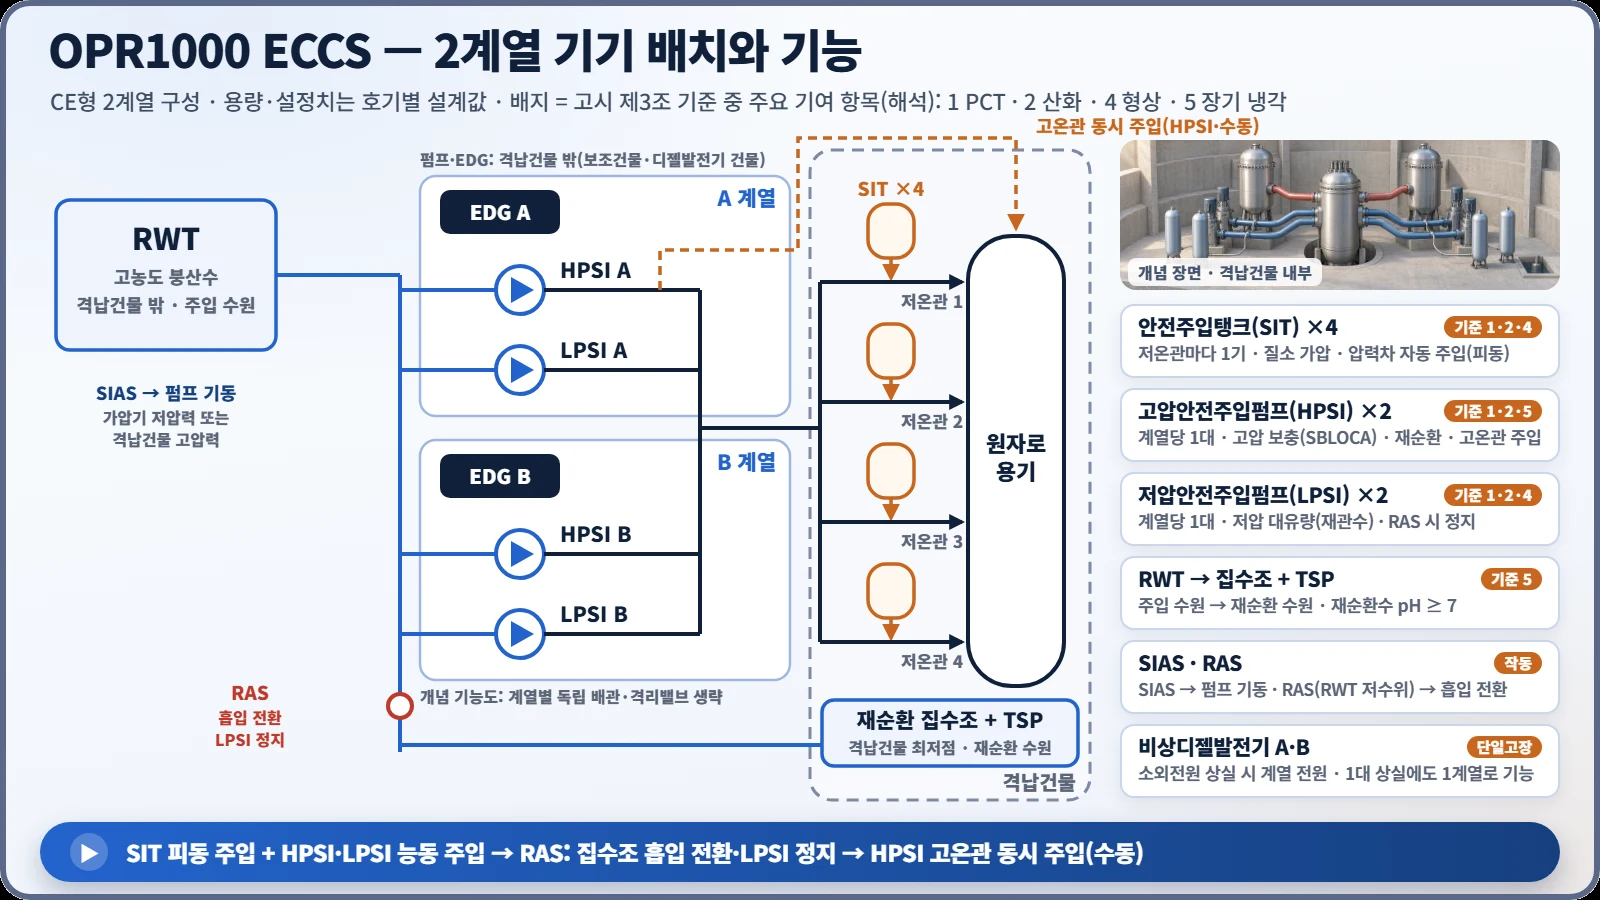 OPR1000 ECCS — 2계열 기기 배치와 기능
CE형 2계열 구성 · 용량·설정치는 호기별 설계값 · 배지 = 고시 제3조 기준 중 주요 기여 항목(해석): 1 PCT · 2 산화 · 4 형상 · 5 장기 냉각
고온관 동시 주입(HPSI·수동)
펌프·EDG: 격납건물 밖(보조건물·디젤발전기 건물)
RWT
고농도 붕산수
격납건물 밖 · 주입 수원
SIAS → 펌프 기동
가압기 저압력 또는
격납건물 고압력
EDG A
A 계열
HPSI A
LPSI A
EDG B
B 계열
HPSI B
LPSI B
개념 기능도: 계열별 독립 배관·격리밸브 생략
RAS
흡입 전환
LPSI 정지
SIT ×4
저온관 1
저온관 2
저온관 3
저온관 4
원자로
용기
재순환 집수조 + TSP
격납건물 최저점 · 재순환 수원
격납건물
개념 장면 · 격납건물 내부
안전주입탱크(SIT) ×4
기준 1·2·4
저온관마다 1기 · 질소 가압 · 압력차 자동 주입(피동)
고압안전주입펌프(HPSI) ×2
기준 1·2·5
계열당 1대 · 고압 보충(SBLOCA) · 재순환 · 고온관 주입
저압안전주입펌프(LPSI) ×2
기준 1·2·4
계열당 1대 · 저압 대유량(재관수) · RAS 시 정지
RWT → 집수조 + TSP
기준 5
주입 수원 → 재순환 수원 · 재순환수 pH ≥ 7
SIAS · RAS
작동
SIAS → 펌프 기동 · RAS(RWT 저수위) → 흡입 전환
비상디젤발전기 A·B
단일고장
소외전원 상실 시 계열 전원 · 1대 상실에도 1계열로 기능
SIT 피동 주입 + HPSI·LPSI 능동 주입 → RAS: 집수조 흡입 전환·LPSI 정지 → HPSI 고온관 동시 주입(수동)